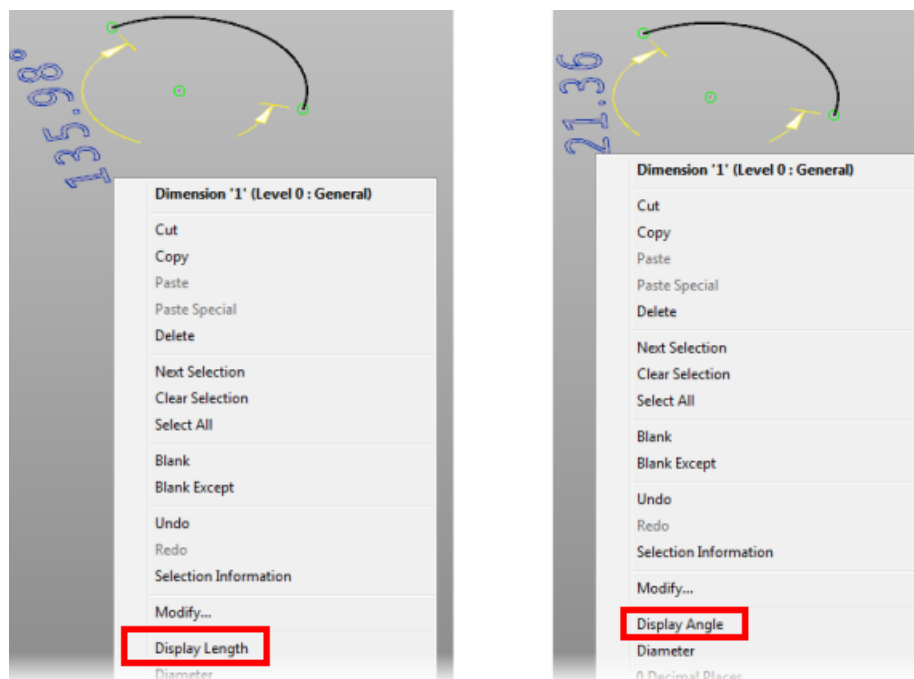 135.98°
Dimension '1' (Level 0 : General)
Cut
Copy
Paste
Paste Special
Delete
Next Selection
Clear Selection
Select All
Blank
Blank Except
Undo
Redo
Selection Information
Modify...
Display Length
Diameter
21.36
Dimension '1' (Level 0 : General)
Cut
Copy
Paste
Paste Special
Delete
Next Selection
Clear Selection
Select All
Blank
Blank Except
Undo
Redo
Selection Information
Modify...
Display Angle
Diameter
0 Decimal Places